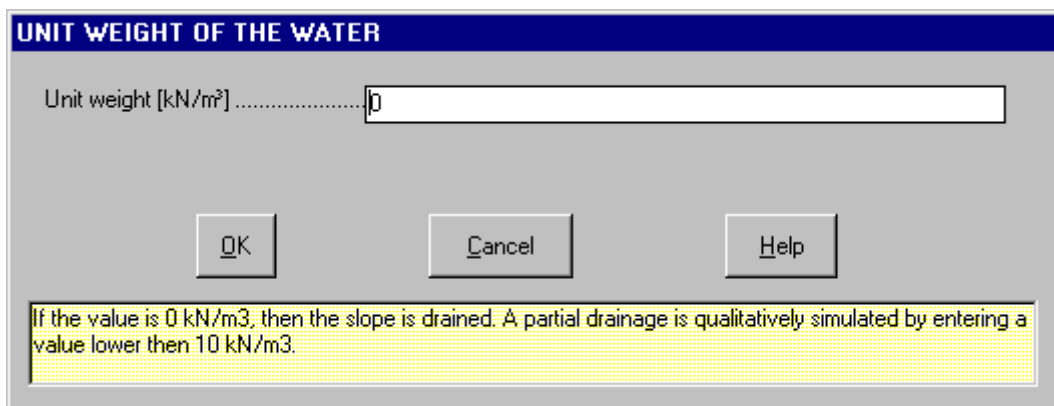 UNIT WEIGHT OF THE WATER
Unit weight [kN/m³] ...................... 0
OK
Cancel
Help
If the value is 0 kN/m3, then the slope is drained. A partial drainage is qualitatively simulated by entering a
value lower then 10 kN/m3.